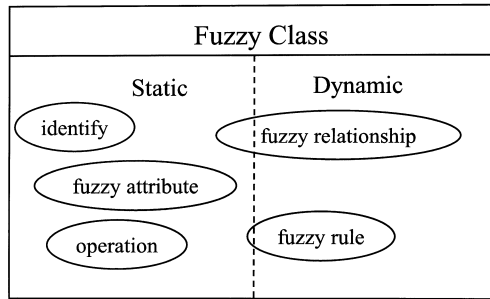 Fuzzy Class
Static
Dynamic
identify
fuzzy relationship
fuzzy attribute
operation
fuzzy rule